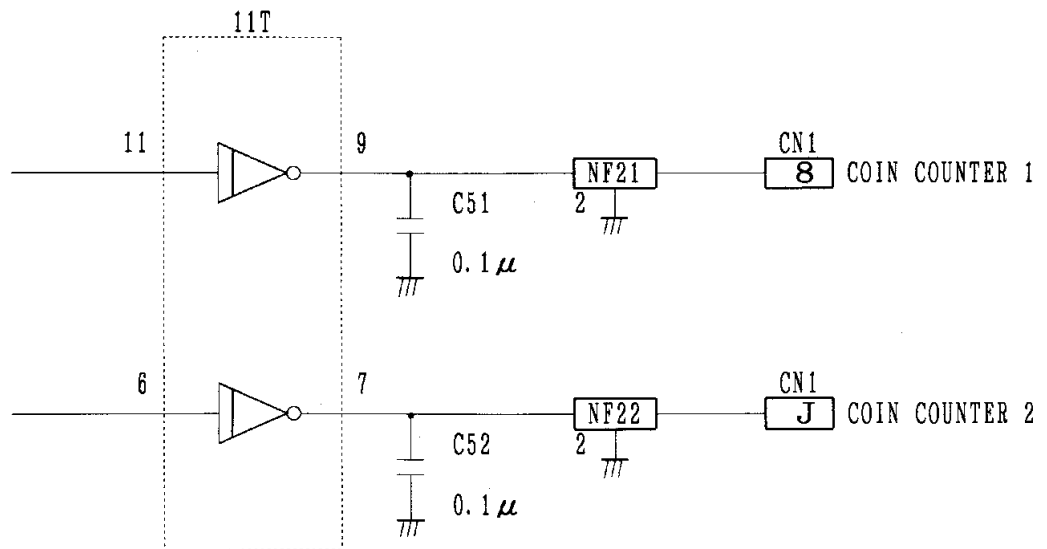 11T
11
9
CN1
NF21
8
COIN COUNTER 1
C51
2
0.1μ
6
7
CN1
NF22
J
COIN COUNTER 2
C52
2
0.1μ